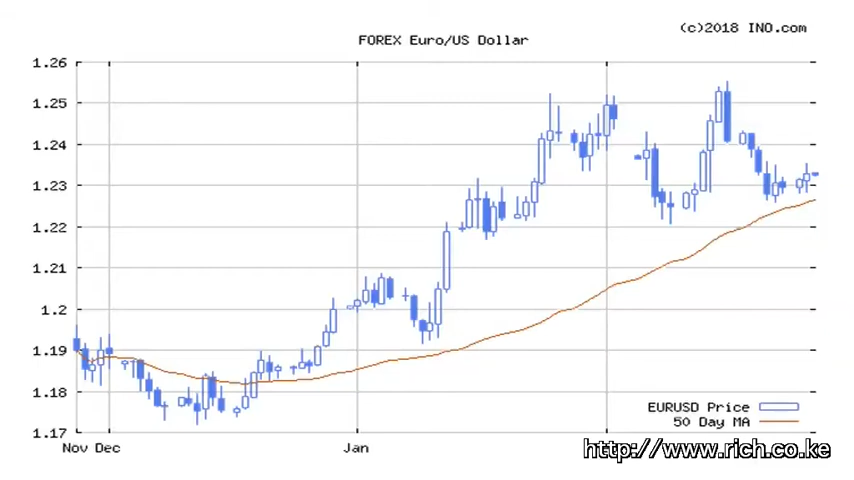 (c)2018 INO.com
FOREX Euro/US Dollar
1.26
1.25
1.24
1.23
1.22
1.21
1.2
1.19
1.18
1.17
Nov Dec Jan
EURUSD Price
50 Day MA
http://www.rich.co.ke